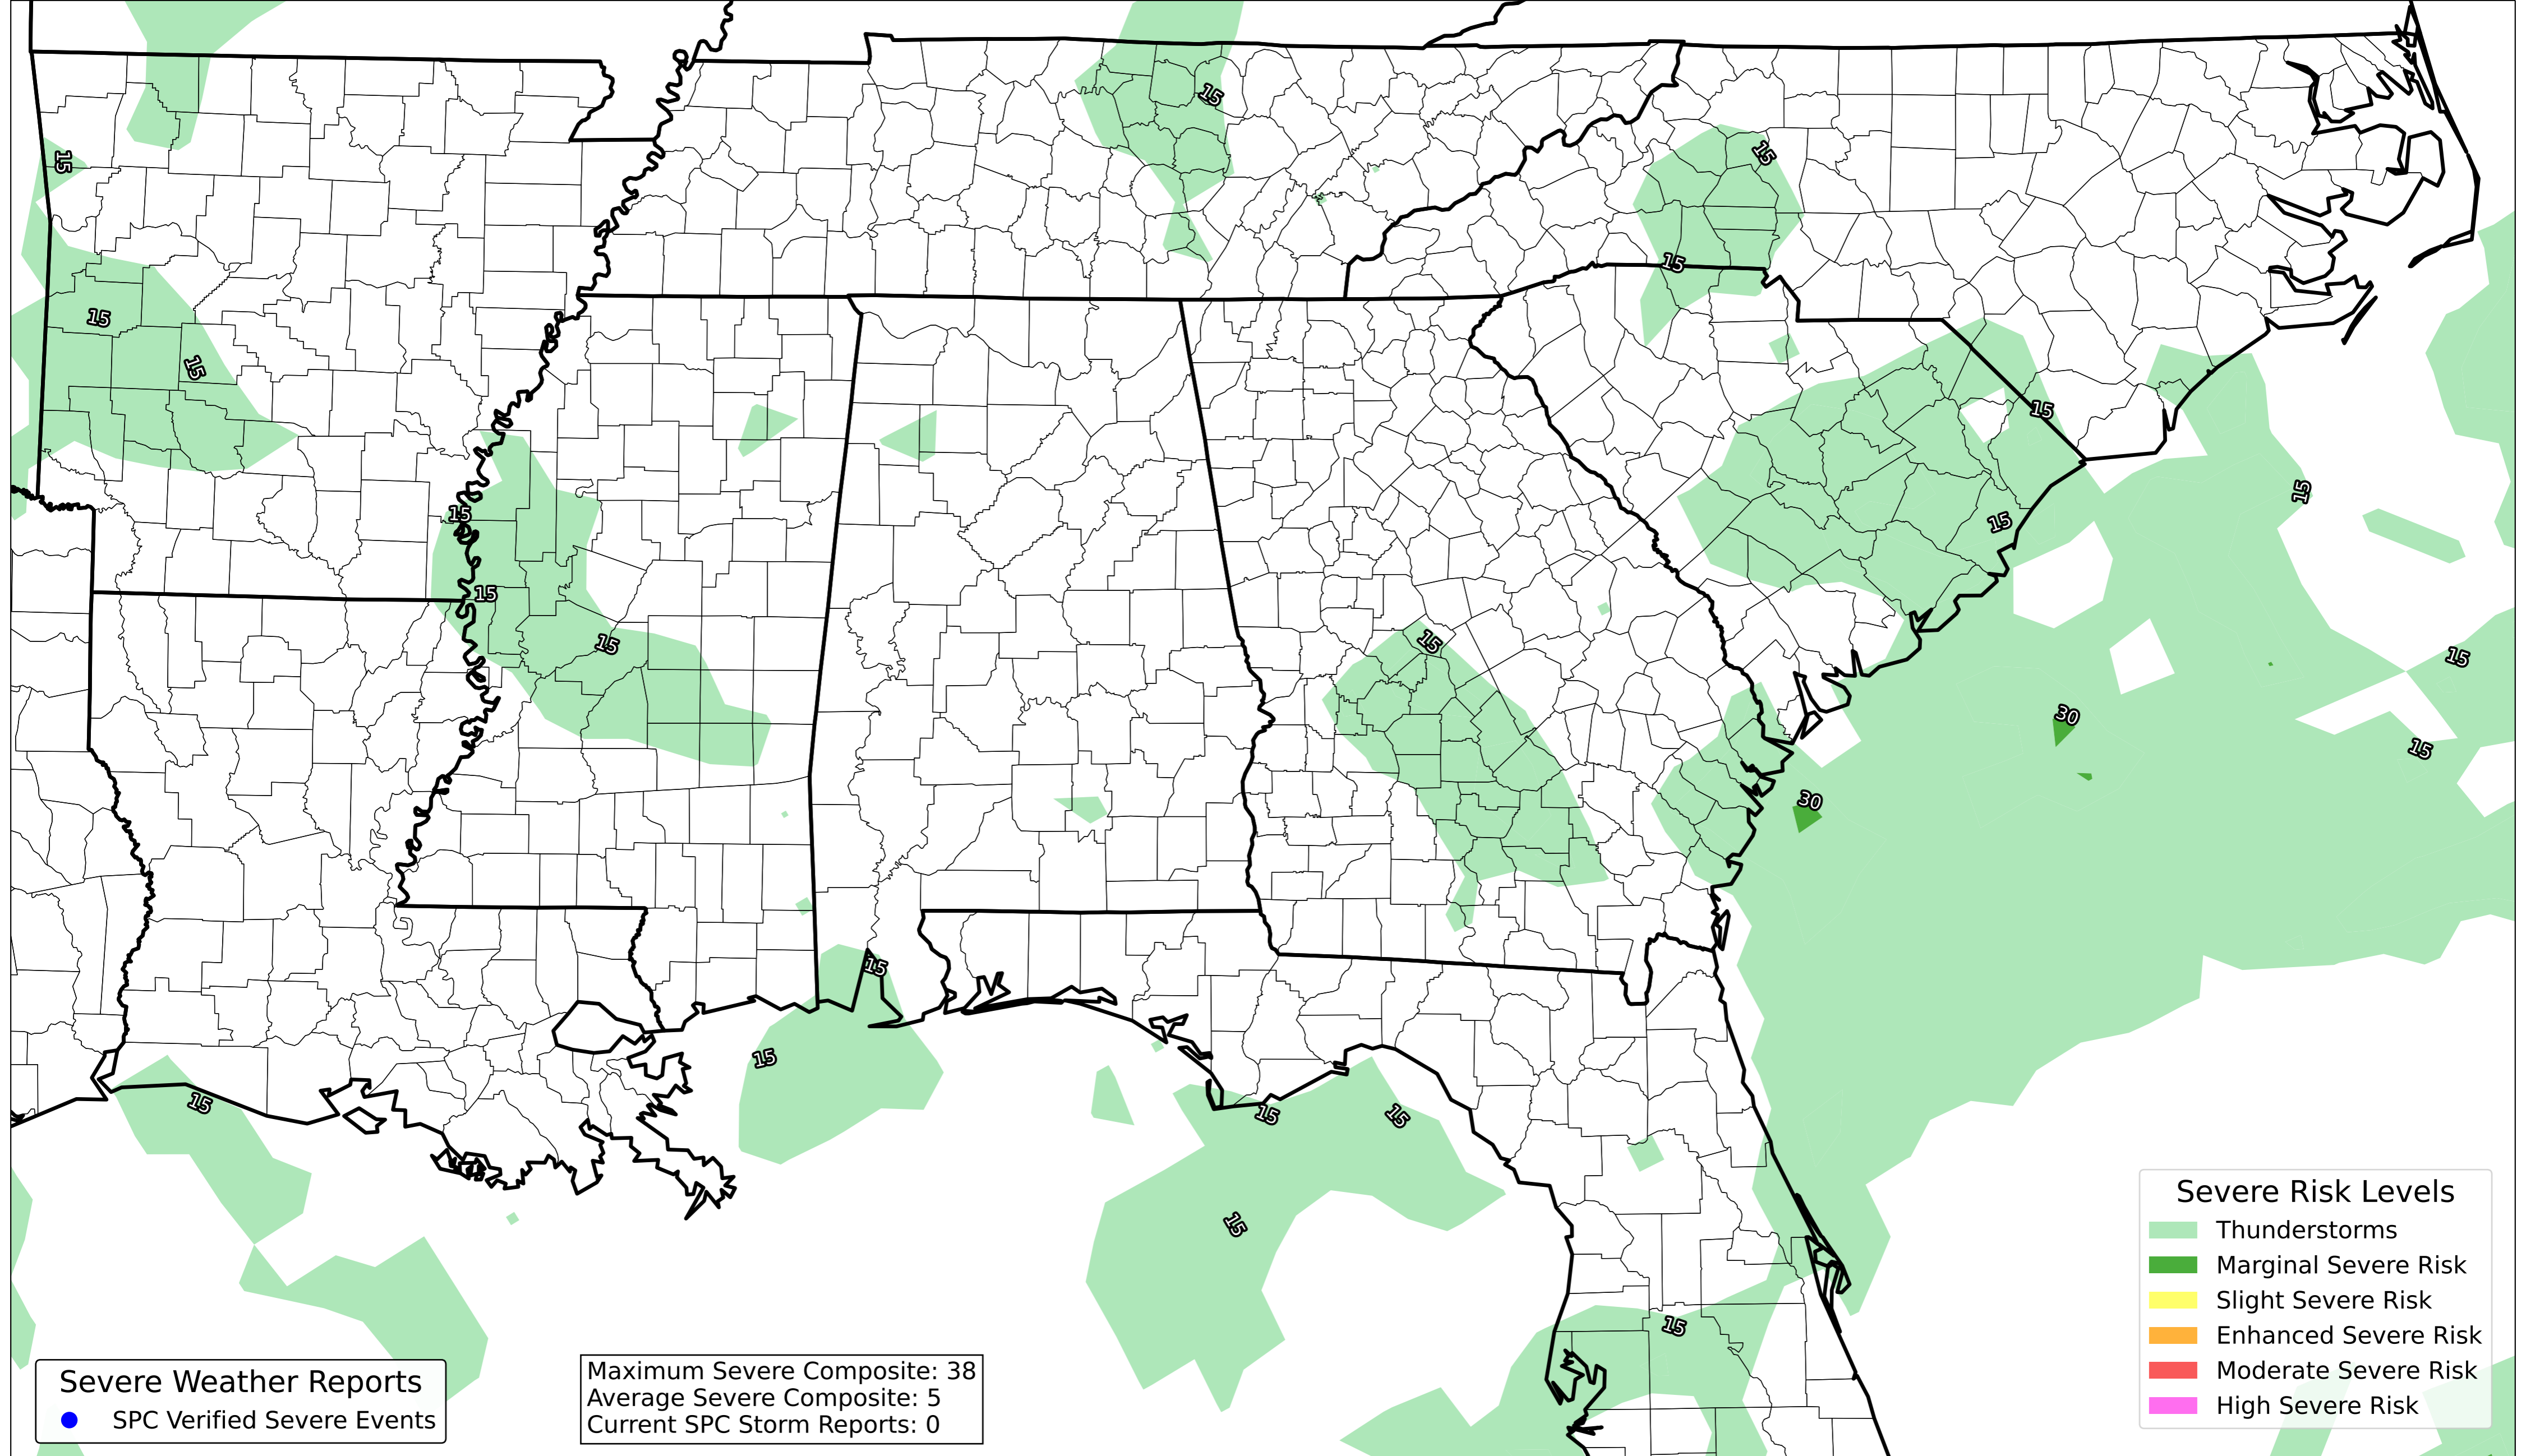 15
15
15
15
15
15
15
15
15
15
15
15
15
15
30
15
30
15
15
15
15
15
15
15
15
Severe Risk Levels
Thunderstorms
Marginal Severe Risk
Slight Severe Risk
Enhanced Severe Risk
Moderate Severe Risk
High Severe Risk
Severe Weather Reports
SPC Verified Severe Events
Maximum Severe Composite: 38
Average Severe Composite: 5
Current SPC Storm Reports: 0